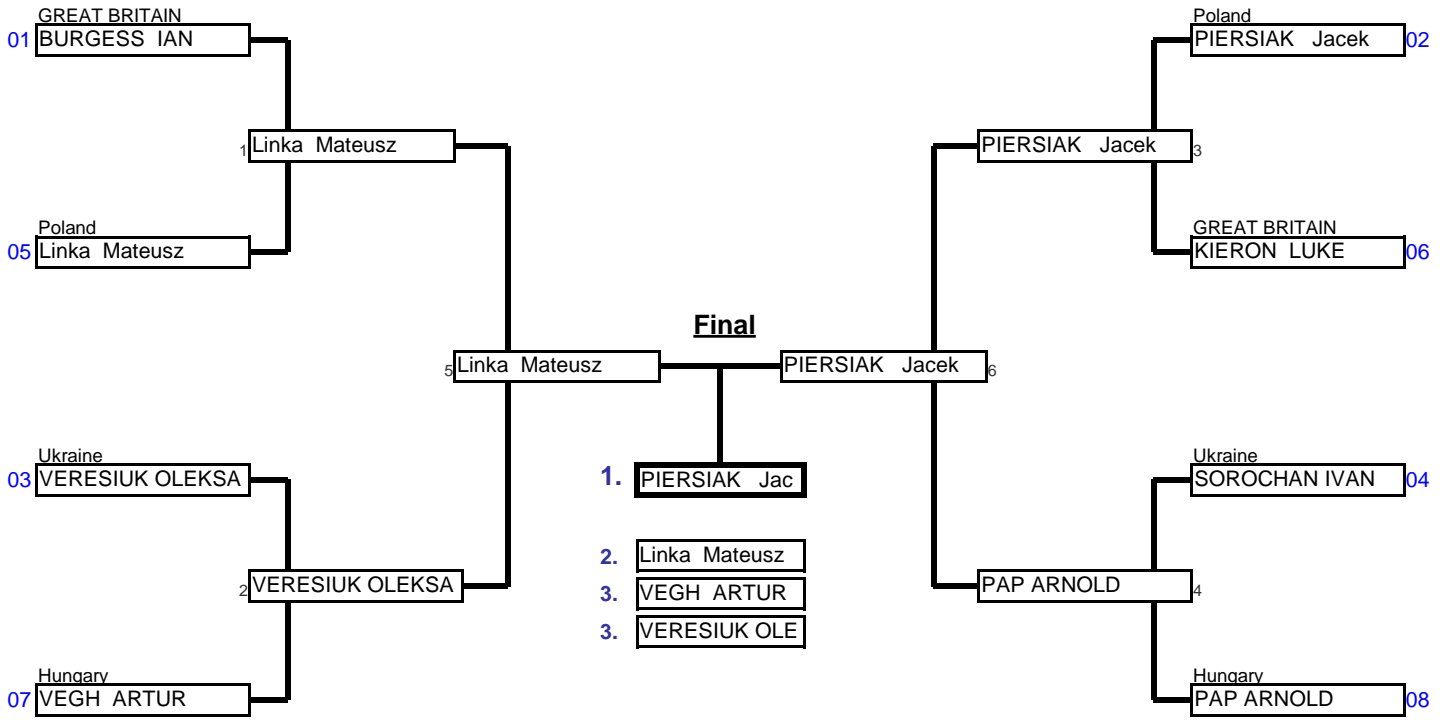 GREAT BRITAIN
01 BURGESS IAN
Poland
PIERSIAK Jacek 02
1 Linka Mateusz
PIERSIAK Jacek 3
Poland
05 Linka Mateusz
GREAT BRITAIN
KIERON LUKE 06
Final
5 Linka Mateusz
PIERSIAK Jacek 6
Ukraine
03 VERESIUK OLEKSA
1. PIERSIAK Jac
Ukraine
SOROCHAN IVAN 04
2. Linka Mateusz
2 VERESIUK OLEKSA
3. VEGH ARTUR
PAP ARNOLD 4
3. VERESIUK OLE
Hungary
07 VEGH ARTUR
Hungary
PAP ARNOLD 08